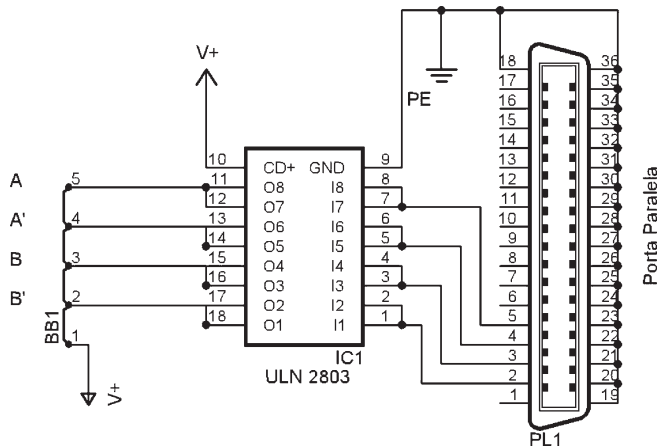 V+
PE
18
17
16
15
14
13
12
11
10
9
8
7
6
5
4
3
2
1
36
35
34
33
32
31
30
29
28
27
26
25
24
23
22
21
20
19
PL1
Porta Paralela
A
A'
B
B'
5
4
3
2
1
BB1
V+
10 CD+ GND 9
11 O8 I8 8
12 O7 I7 7
13 O6 I6 6
14 O5 I5 5
15 O4 I4 4
16 O3 I3 3
17 O2 I2 2
18 O1 I1 1
IC1
ULN 2803